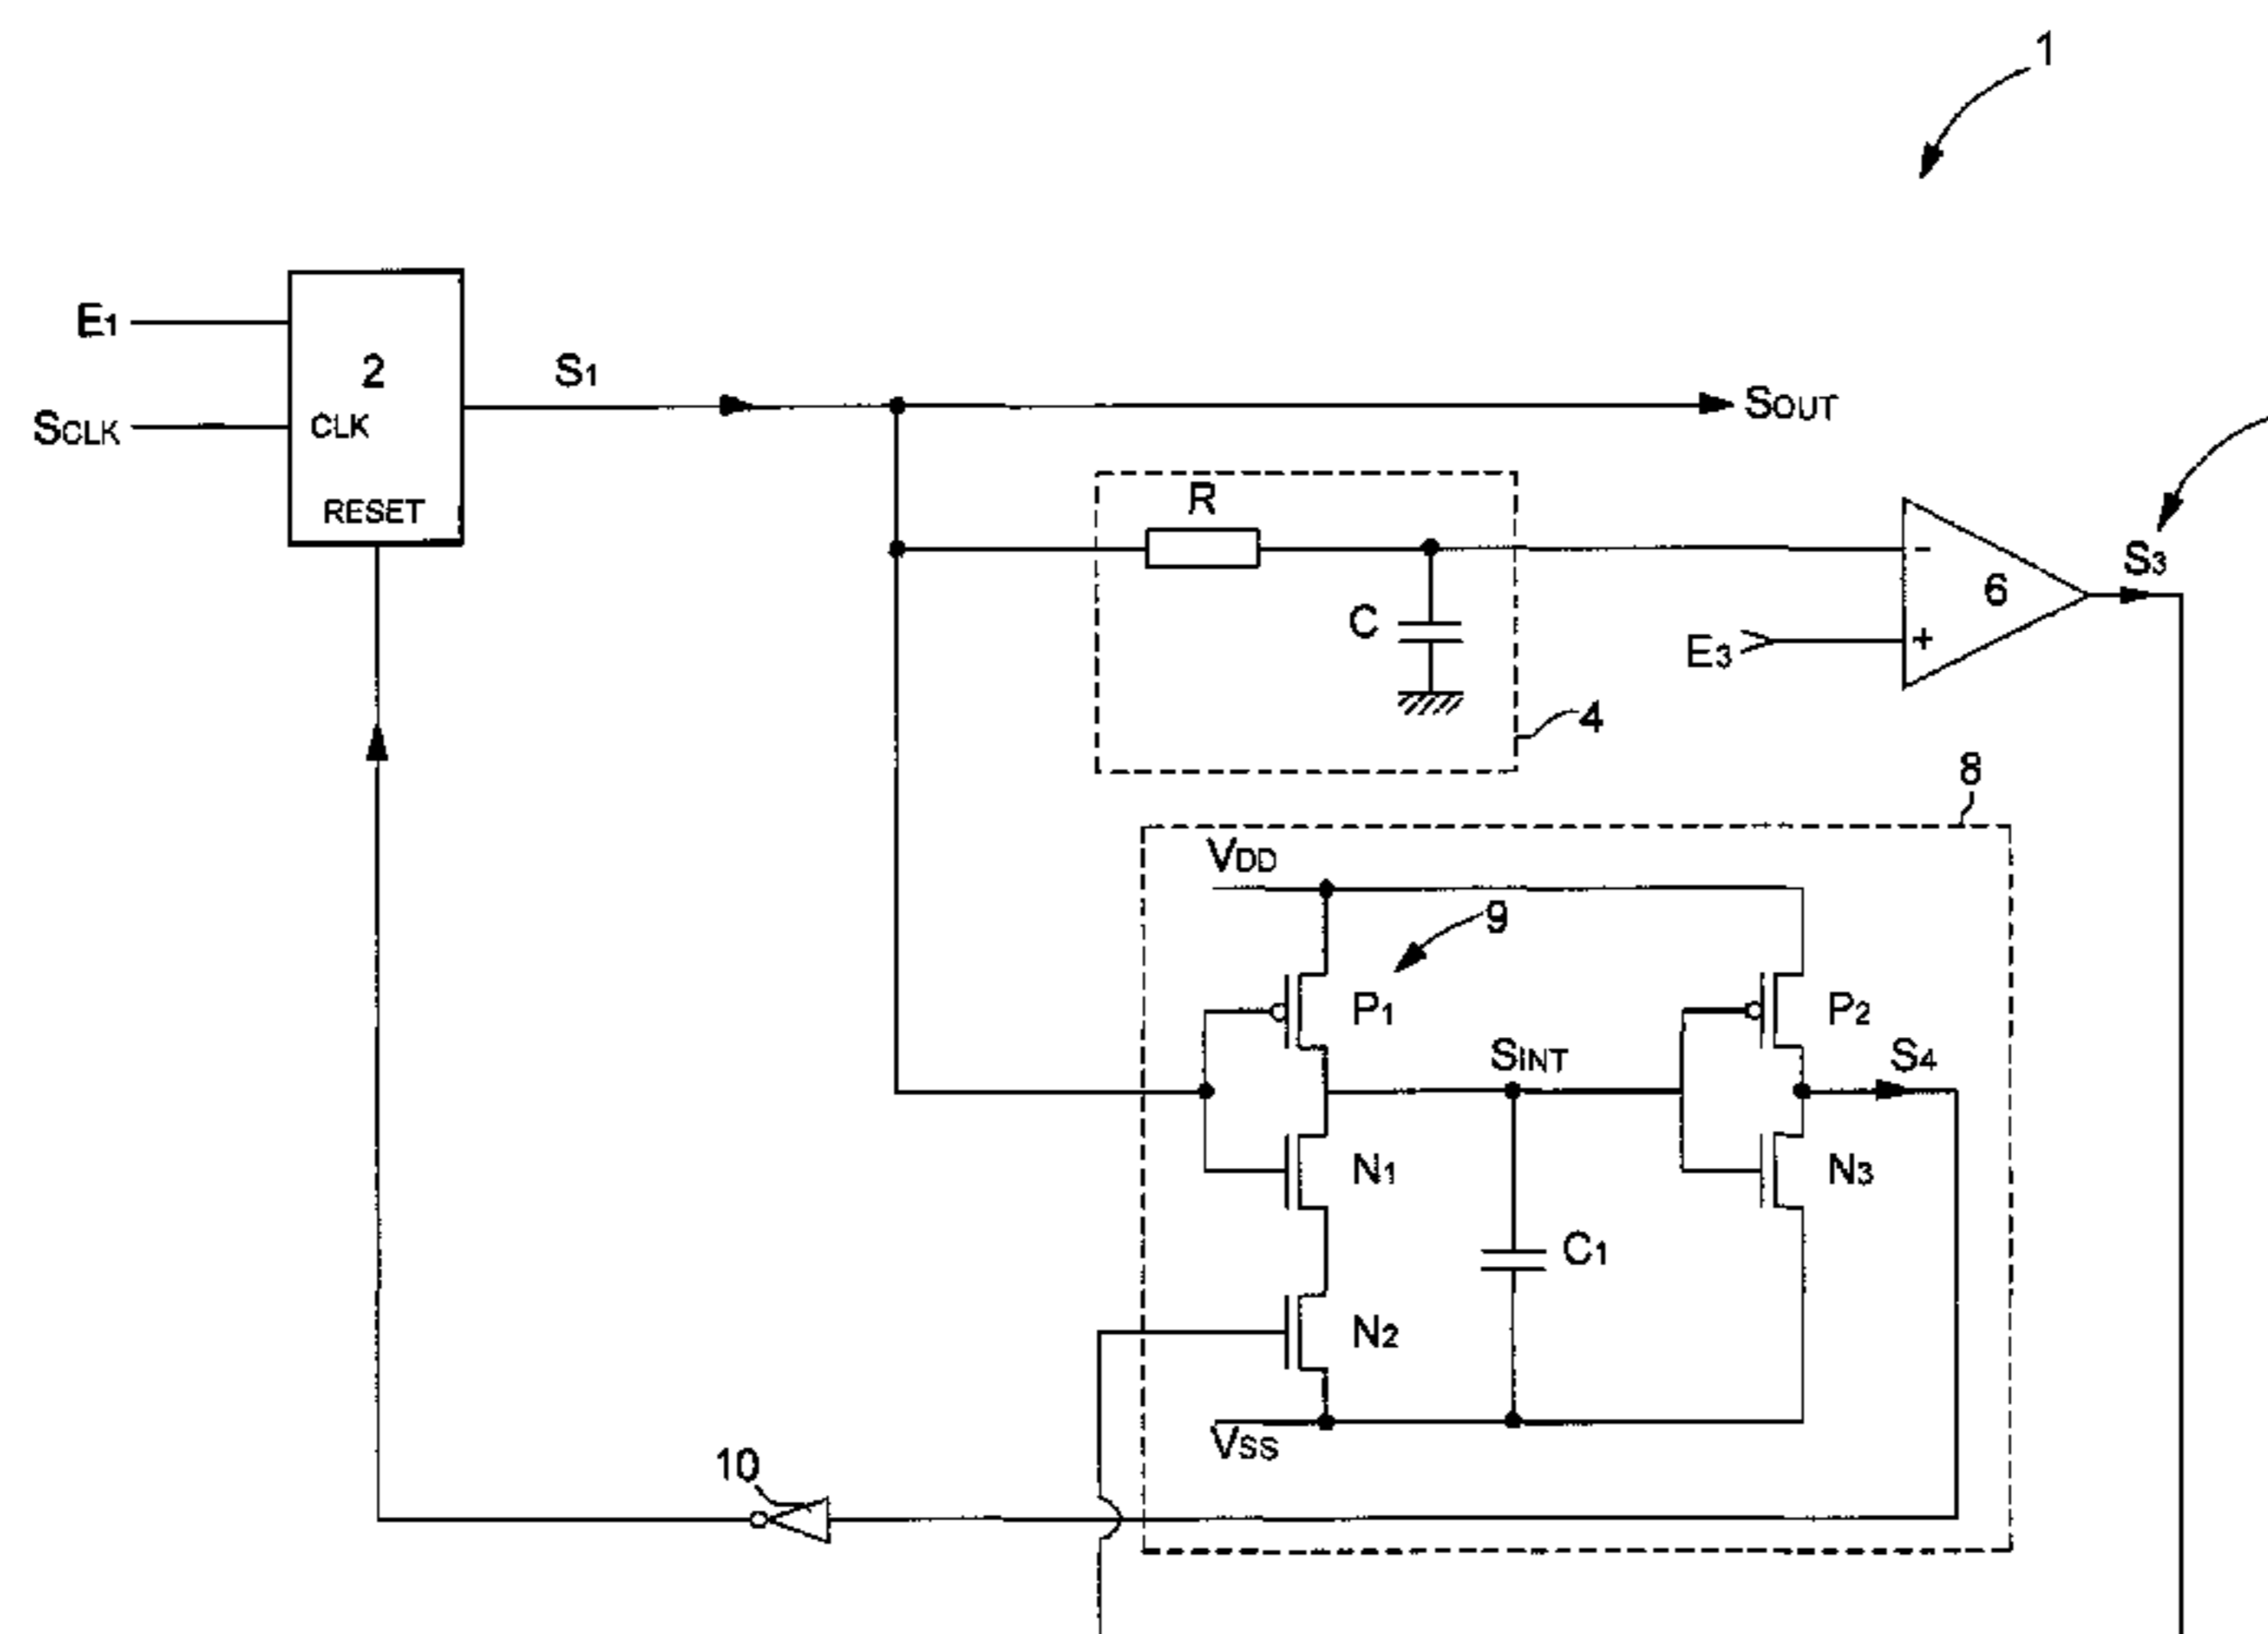 1
E1
2
S1
SCLK
CLK
SOUT
RESET
R
-
6
S3
C
E3
+
4
8
VDD
9
P1
P2
SINT
S4
N1
N3
C1
N2
VSS
10